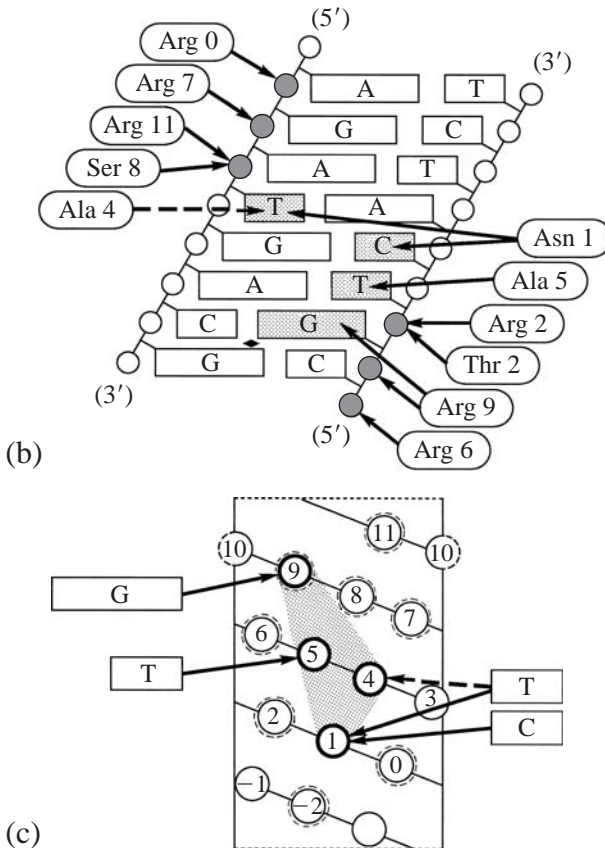 (5′)
Arg 0
A
T
(3′)
Arg 7
G
C
Arg 11
A
T
Ser 8
Ala 4
T
A
Asn 1
G
C
A
T
Ala 5
C
G
Arg 2
Thr 2
G
C
(3′)
Arg 9
(5′)
Arg 6
(b)
11
10
10
9
G
8
7
6
5
T
4
T
3
2
1
C
0
−1
−2
(c)